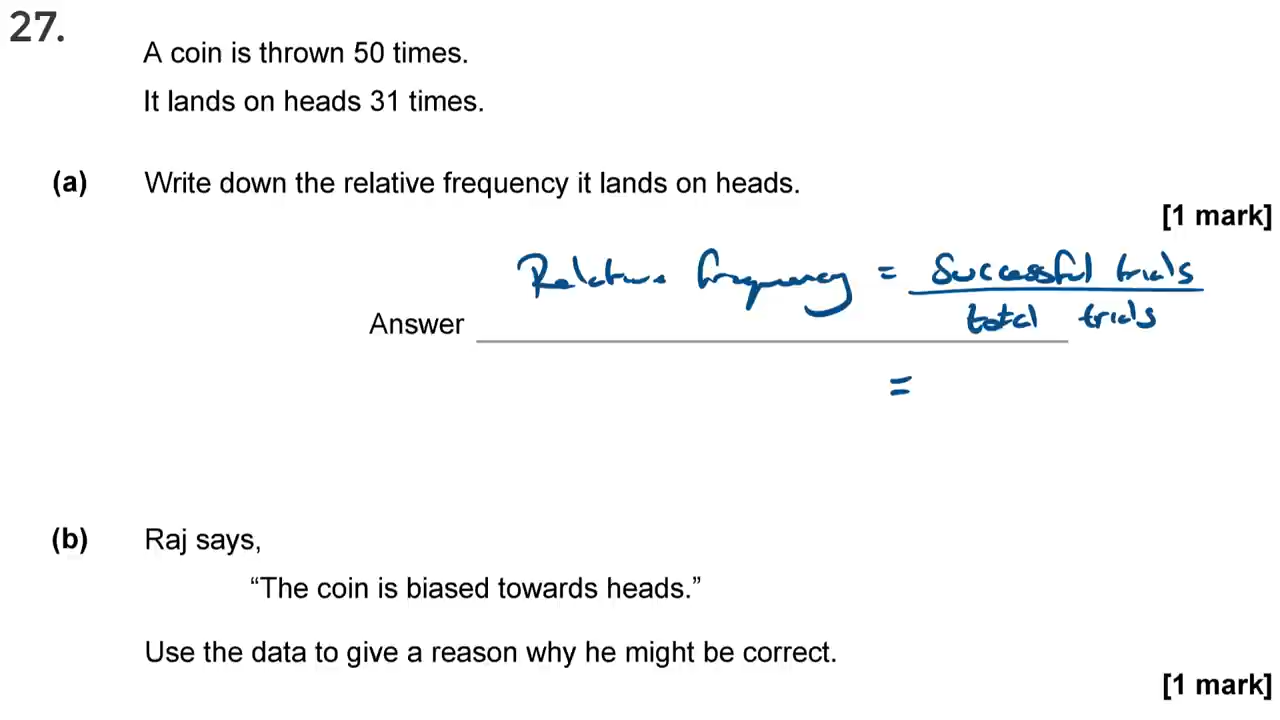 27.
A coin is thrown 50 times.
It lands on heads 31 times.
(a) Write down the relative frequency it lands on heads.
[1 mark]
Relative frequency = Successful trials
total trials
Answer
=
(b) Raj says,
“The coin is biased towards heads.”
Use the data to give a reason why he might be correct.
[1 mark]